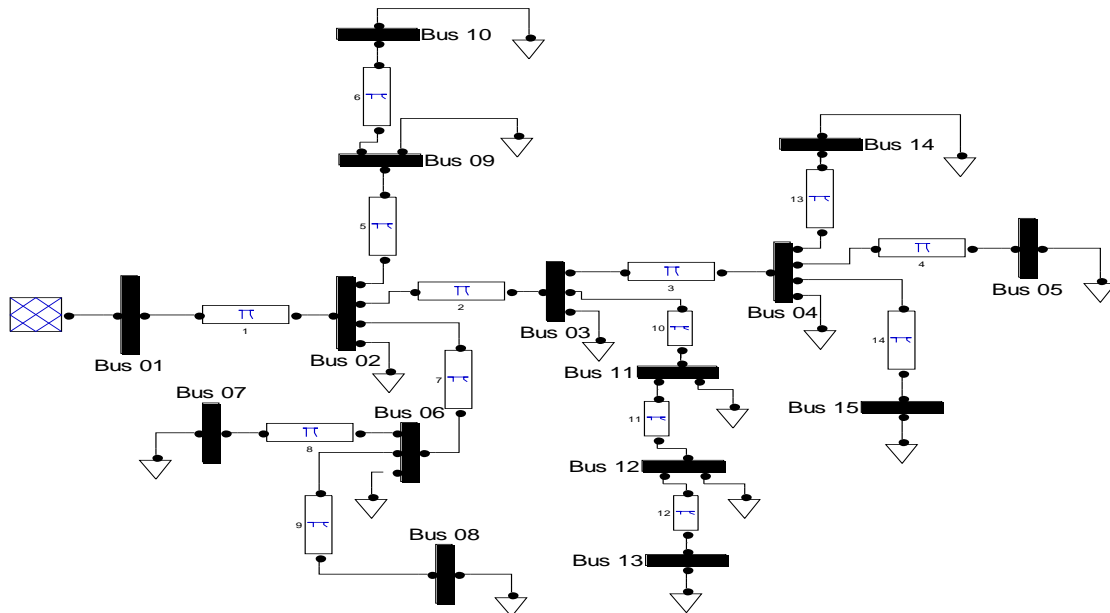 Bus 10
6
Bus 09
Bus 14
5
13
4
Bus 05
3
2
Bus 04
1
Bus 03
10
Bus 02
Bus 01
14
Bus 11
7
Bus 07
Bus 06
11
Bus 15
8
Bus 12
9
12
Bus 08
Bus 13